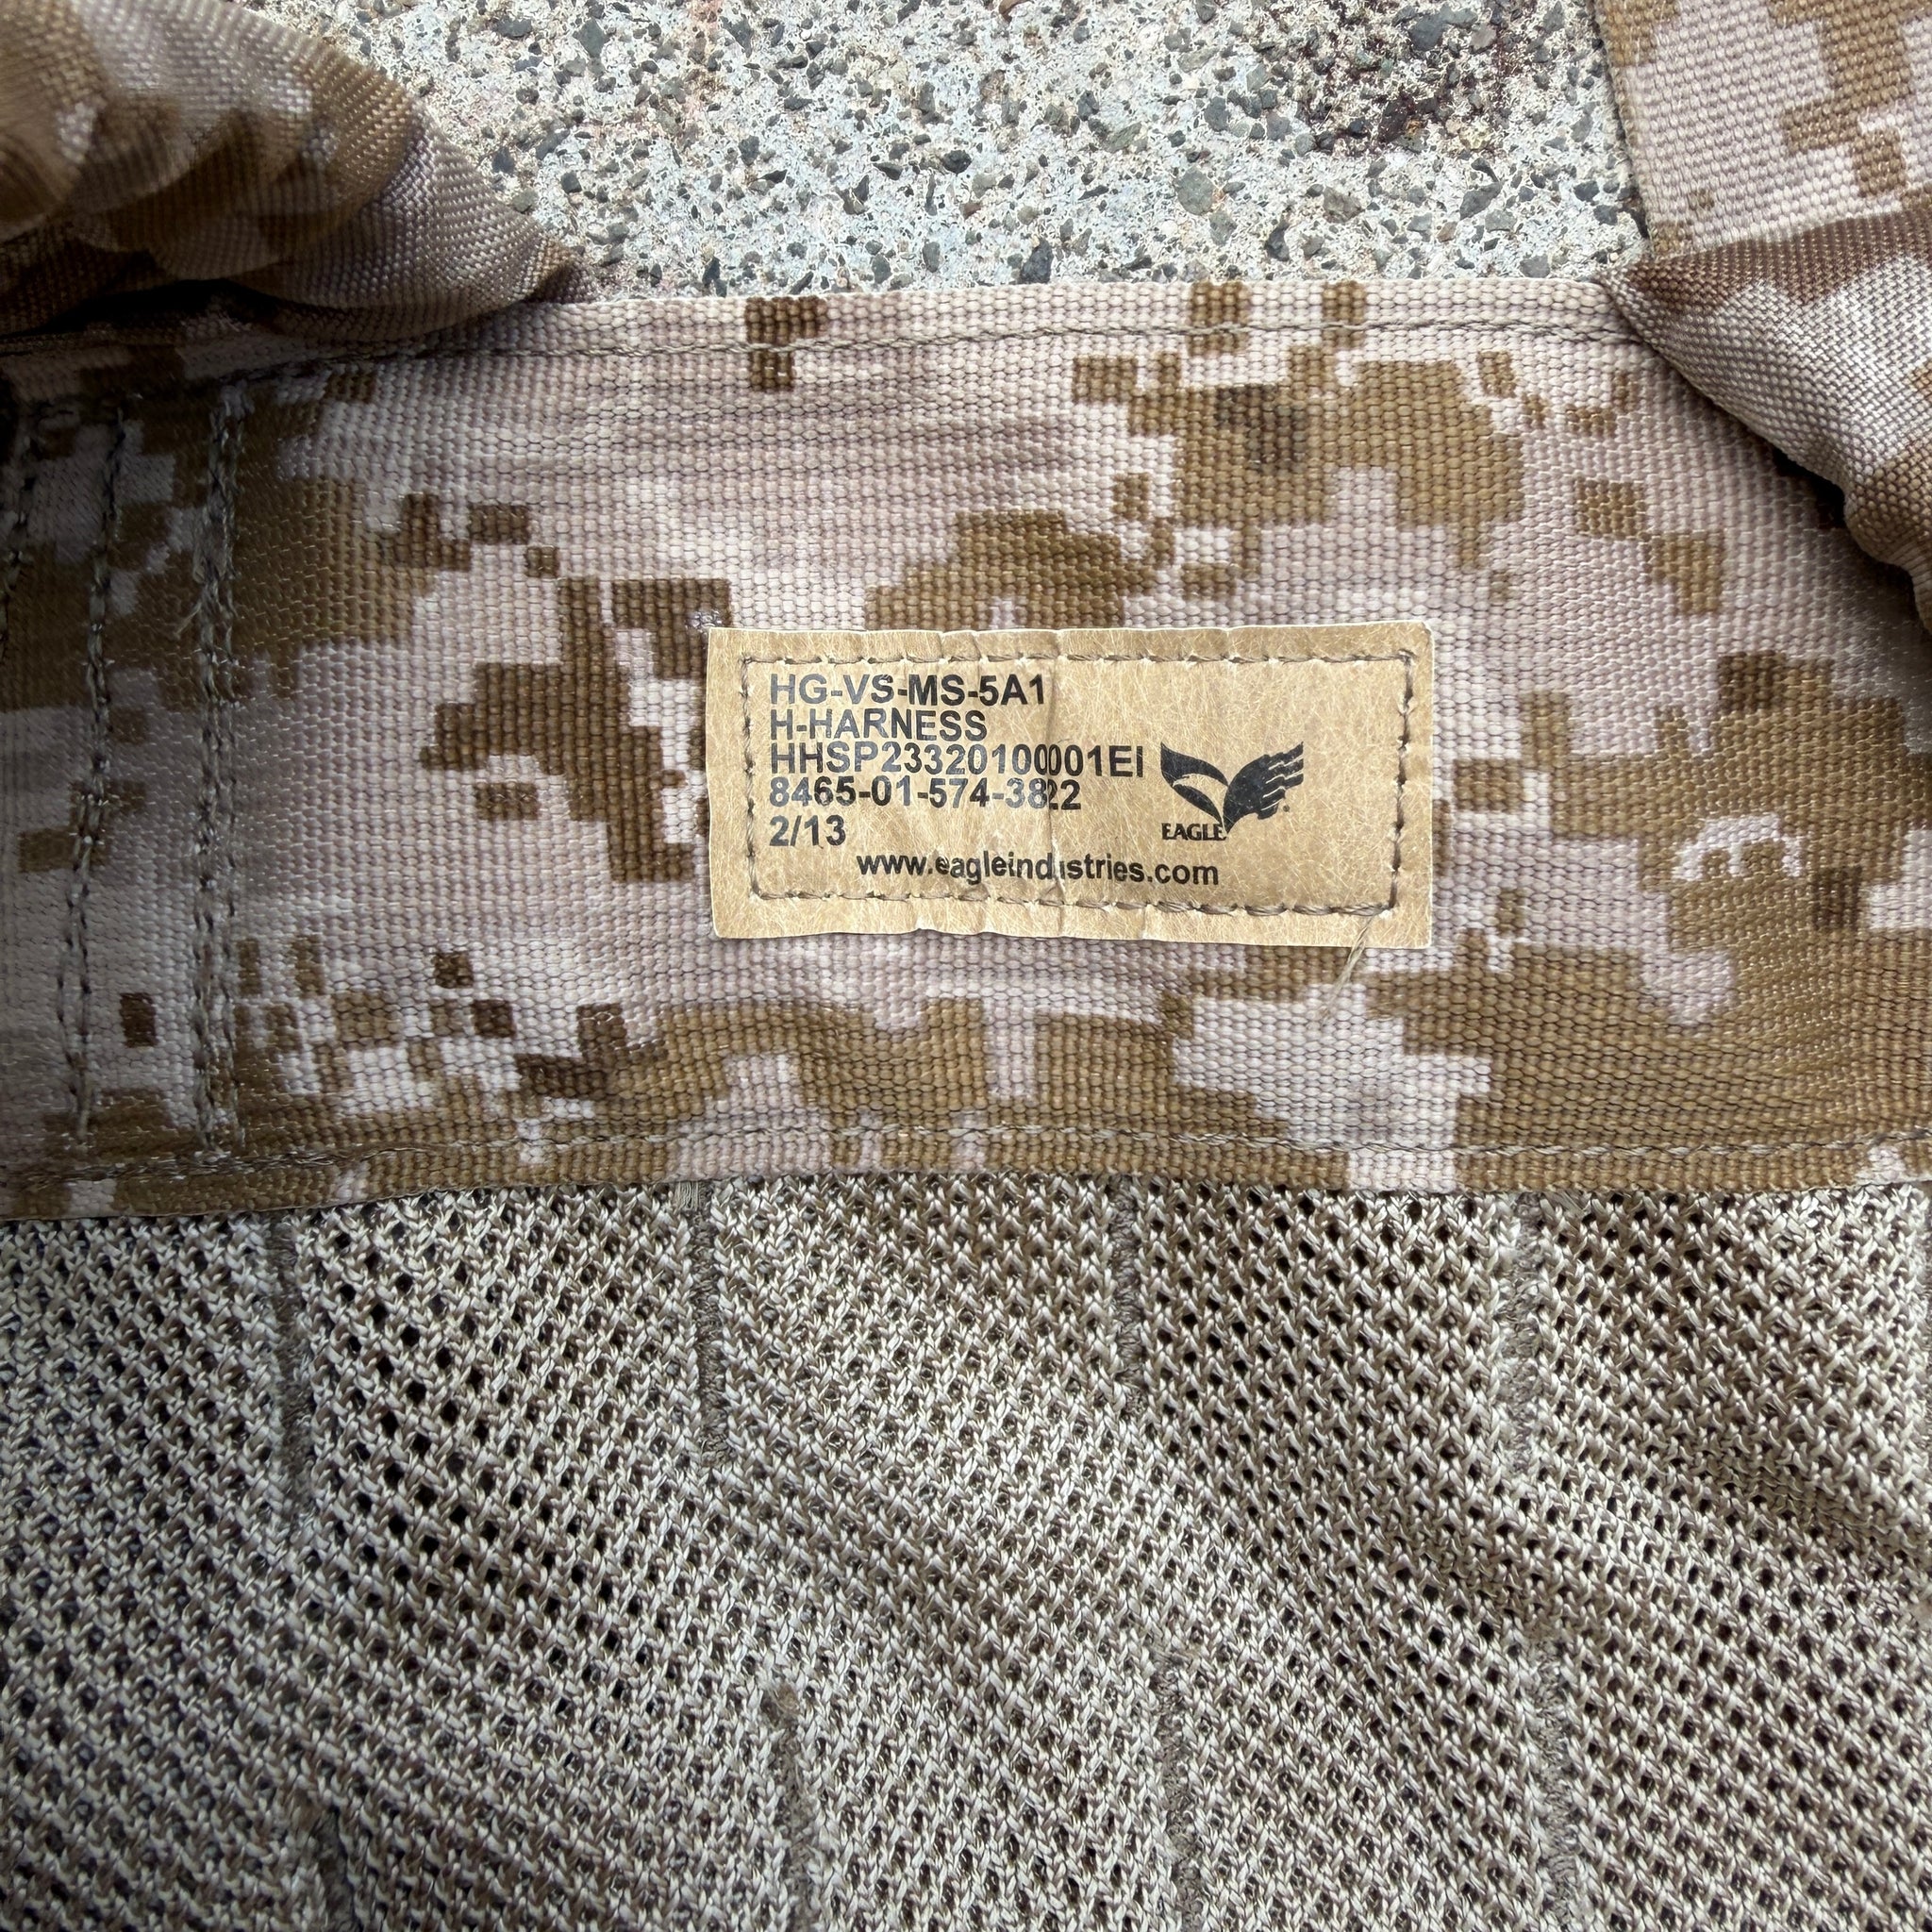 HG-VS-MS-5A1
H-HARNESS
HHSP23320100001EI
8465-01-574-3822
2/13
EAGLE
www.eagleindustries.com